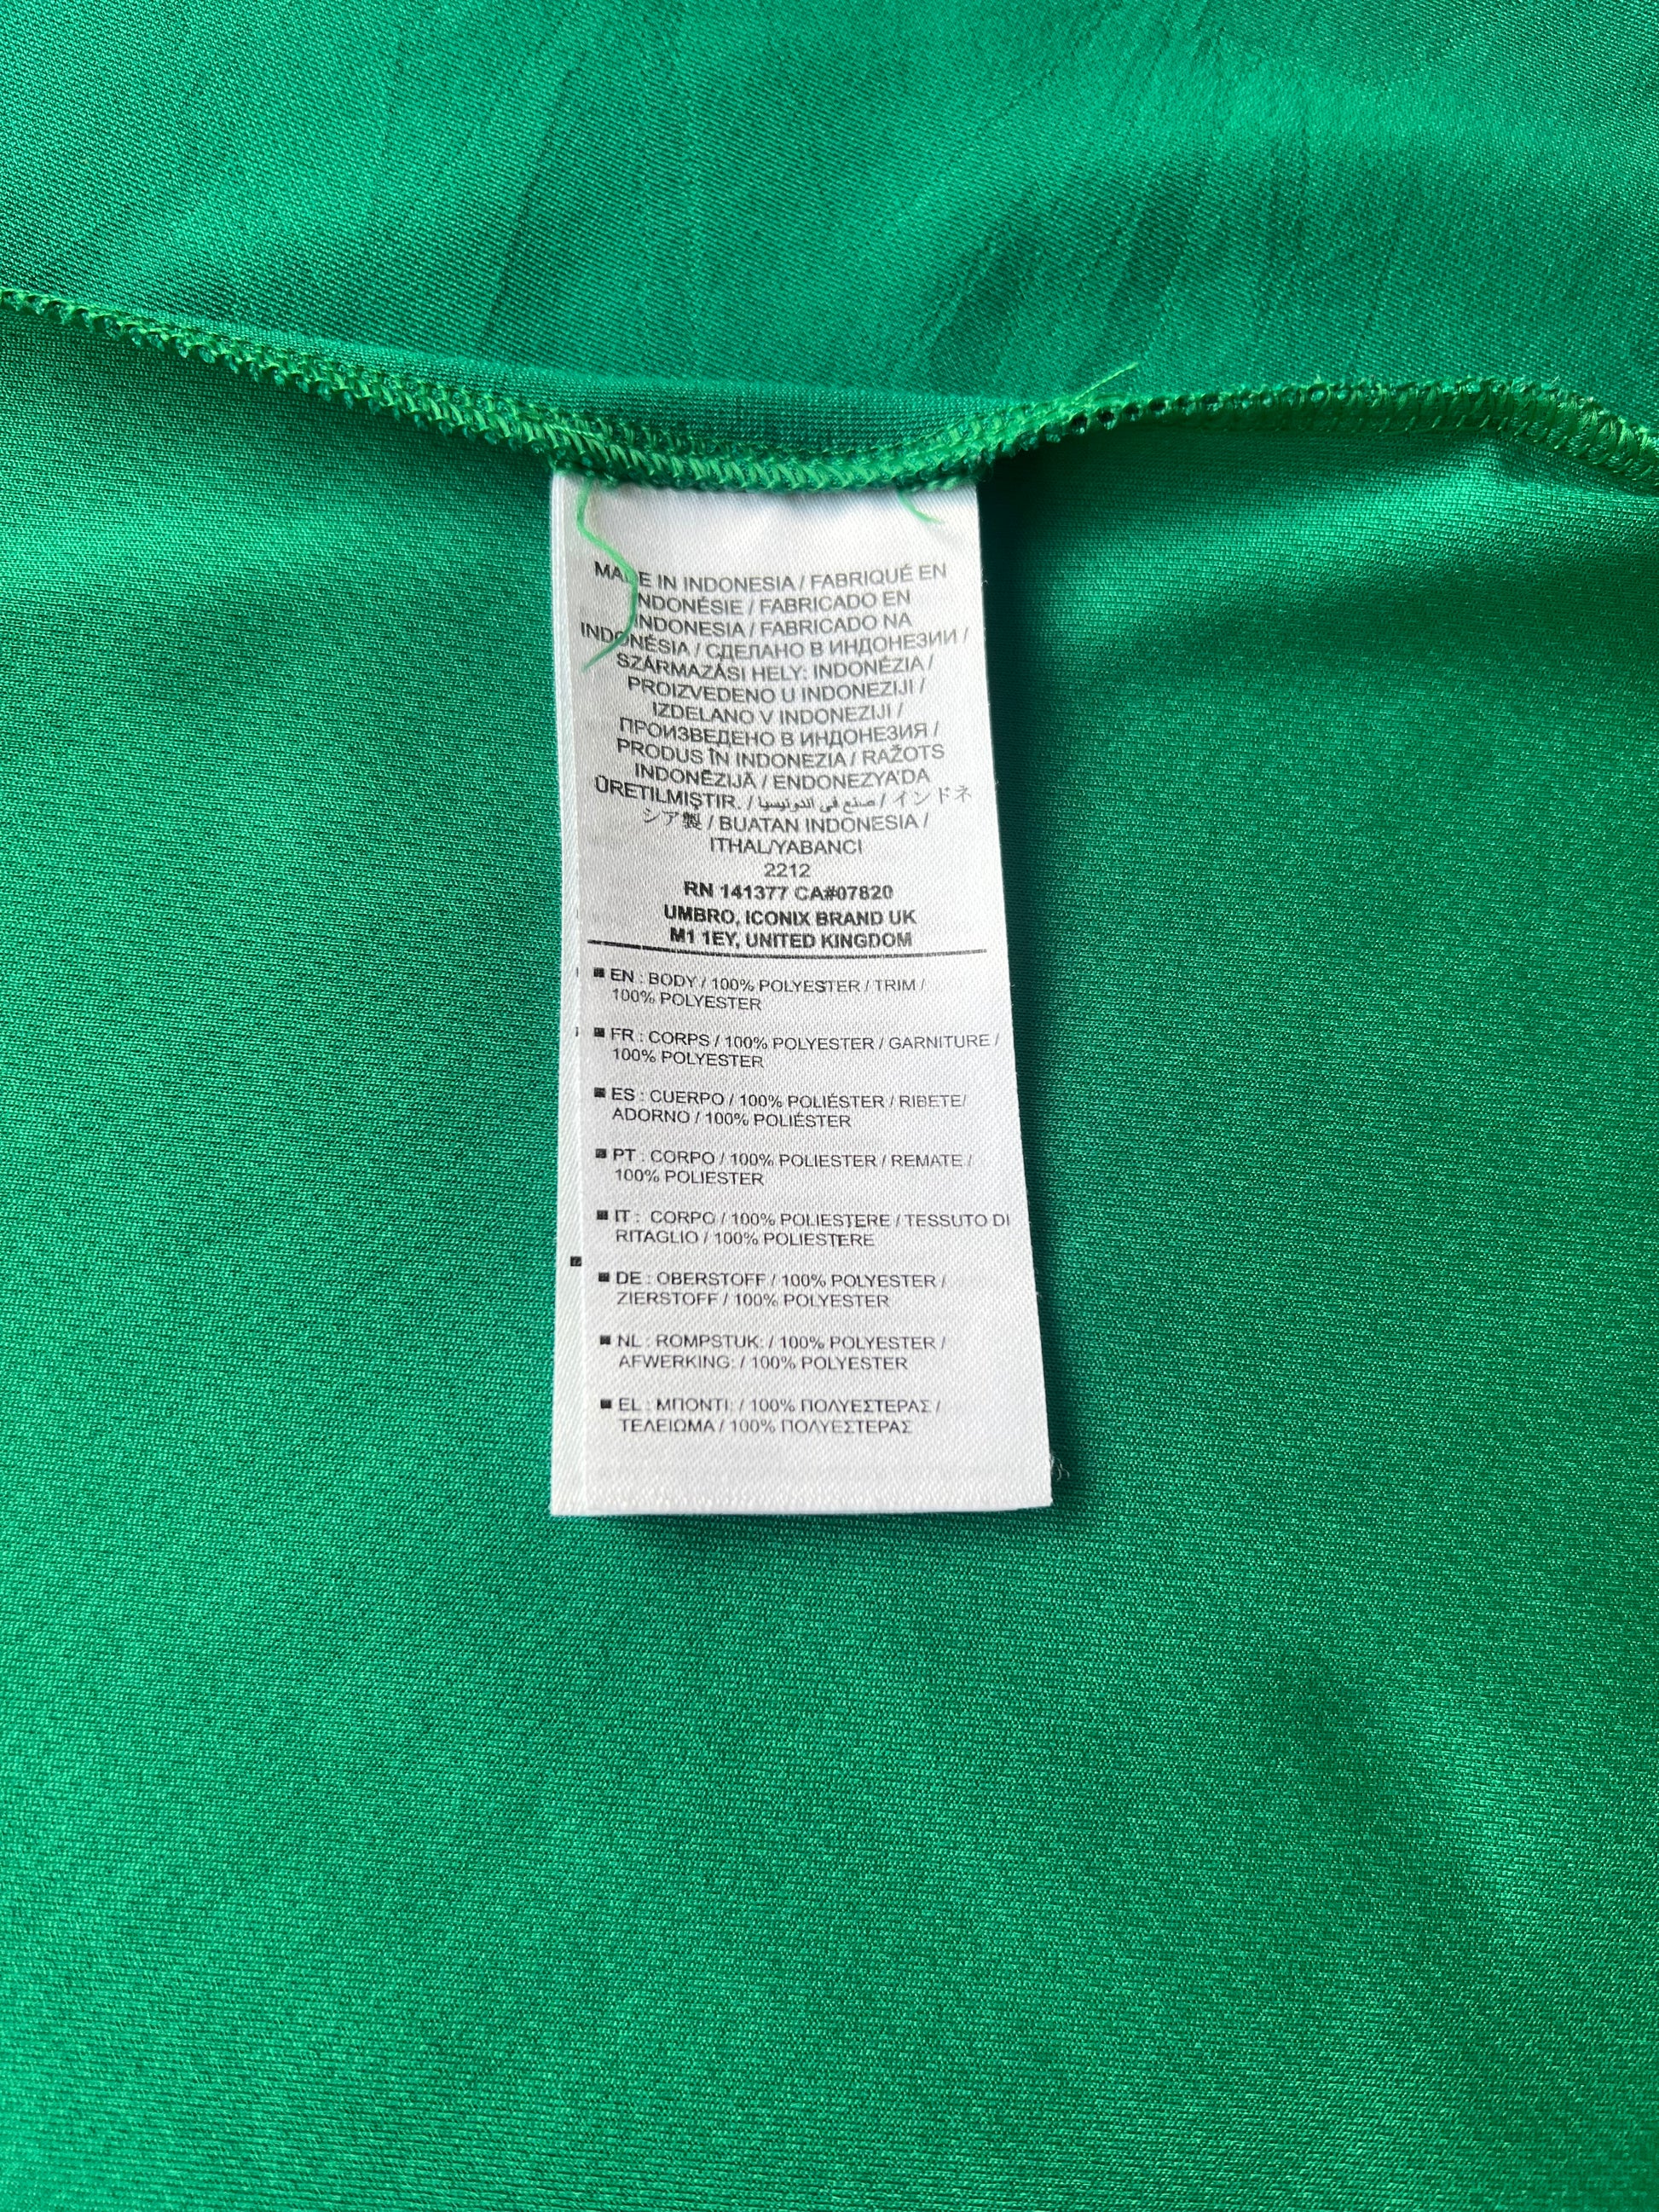 MADE IN INDONESIA / FABRIQUÉ EN
INDONÉSIE / FABRICADO EN
INDONESIA / FABRICADO NA
INDONÉSIA / СДЕЛАНО В ИНДОНЕЗИИ /
SZÁRMAZÁSI HELY: INDONÉZIA /
PROIZVEDENO U INDONEZIJI /
IZDELANO V INDONEZIJI /
ПРОИЗВЕДЕНО В ИНДОНЕЗИЯ /
PRODUS ÎN INDONEZIA / RAŽOTS
INDONĒZIJĀ / ENDONEZYA'DA
ÜRETILMIŞTIR. / صنع في اندونيسيا / インドネ
シア製 / BUATAN INDONESIA /
ITHAL/YABANCI
2212
RN 141377 CA#07820
UMBRO, ICONIX BRAND UK
M1 1EY, UNITED KINGDOM
EN : BODY / 100% POLYESTER / TRIM /
100% POLYESTER
FR : CORPS / 100% POLYESTER / GARNITURE /
100% POLYESTER
ES : CUERPO / 100% POLIÉSTER / RIBETE/
ADORNO / 100% POLIÉSTER
PT : CORPO / 100% POLIESTER / REMATE /
100% POLIESTER
IT : CORPO / 100% POLIESTERE / TESSUTO DI
RITAGLIO / 100% POLIESTERE
DE : OBERSTOFF / 100% POLYESTER /
ZIERSTOFF / 100% POLYESTER
NL : ROMPSTUK: / 100% POLYESTER /
AFWERKING: / 100% POLYESTER
EL : ΜΠΟΝΤΙ: / 100% ΠΟΛΥΕΣΤΕΡΑΣ /
ΤΕΛΕΙΩΜΑ / 100% ΠΟΛΥΕΣΤΕΡΑΣ